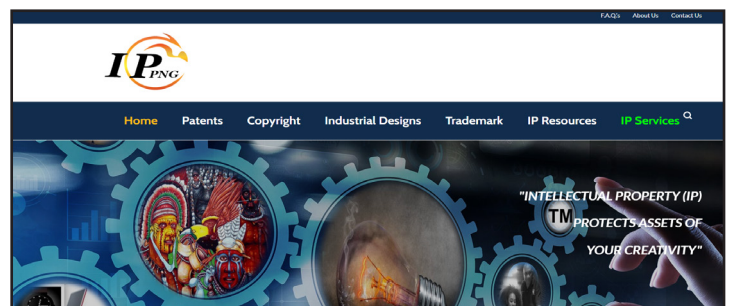 F.A.Q's About Us Contact Us
IP PNG
Home Patents Copyright Industrial Designs Trademark IP Resources IP Services
"INTELLECTUAL PROPERTY (IP)
TM
PROTECTS ASSETS OF
YOUR CREATIVITY"